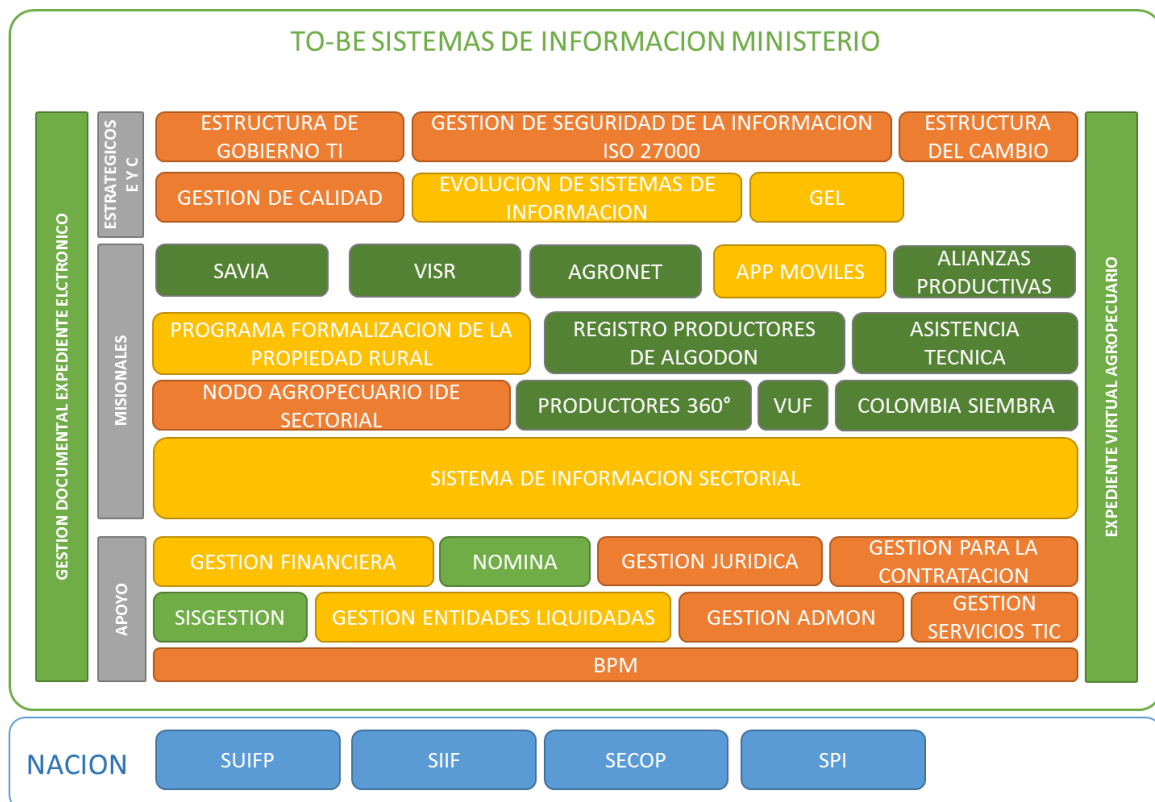 TO-BE SISTEMAS DE INFORMACION MINISTERIO
GESTION DOCUMENTAL EXPEDIENTE ELCTRONICO
ESTRATEGICOS
E Y C
ESTRUCTURA DE
GOBIERNO TI
GESTION DE SEGURIDAD DE LA INFORMACION
ISO 27000
ESTRUCTURA
DEL CAMBIO
GESTION DE CALIDAD
EVOLUCION DE SISTEMAS DE
INFORMACION
GEL
MISIONALES
SAVIA
VISR
AGRONET
APP MOVILES
ALIANZAS
PRODUCTIVAS
PROGRAMA FORMALIZACION DE LA
PROPIEDAD RURAL
REGISTRO PRODUCTORES
DE ALGODON
ASISTENCIA
TECNICA
NODO AGROPECUARIO IDE
SECTORIAL
PRODUCTORES 360°
VUF
COLOMBIA SIEMBRA
SISTEMA DE INFORMACION SECTORIAL
APOYO
GESTION FINANCIERA
NOMINA
GESTION JURIDICA
GESTION PARA LA
CONTRATACION
SISGESTION
GESTION ENTIDADES LIQUIDADAS
GESTION ADMON
GESTION
SERVICIOS TIC
BPM
EXPEDIENTE VIRTUAL AGROPECUARIO
NACION
SUIFP
SIIF
SECOP
SPI